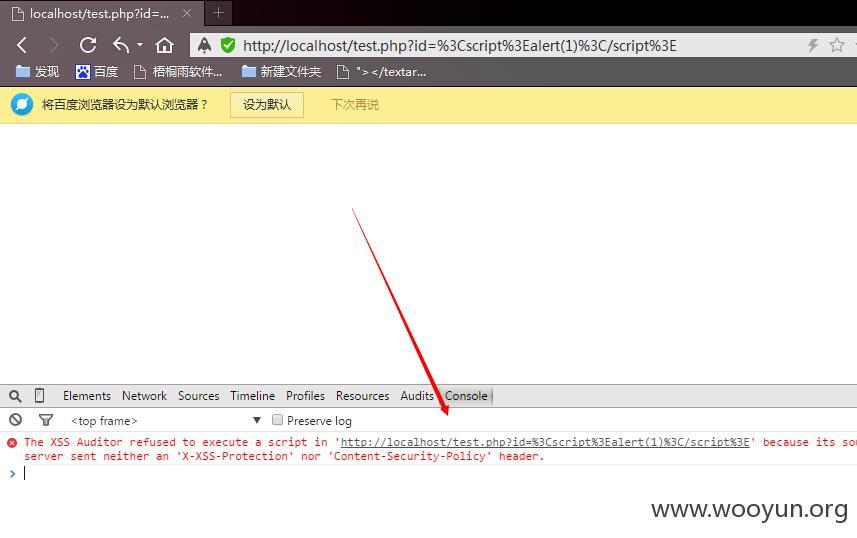 localhost/test.php?id=...
http://localhost/test.php?id=%3Cscript%3Ealert(1)%3C/script%3E
发现 百度 梧桐雨软件... 新建文件夹 "></textar...
将百度浏览器设为默认浏览器？ 设为默认 下次再说
Elements Network Sources Timeline Profiles Resources Audits Console
<top frame> Preserve log
The XSS Auditor refused to execute a script in 'http://localhost/test.php?id=%3Cscript%3Ealert(1)%3C/script%3E' because its sou
server sent neither an 'X-XSS-Protection' nor 'Content-Security-Policy' header.
www.wooyun.org